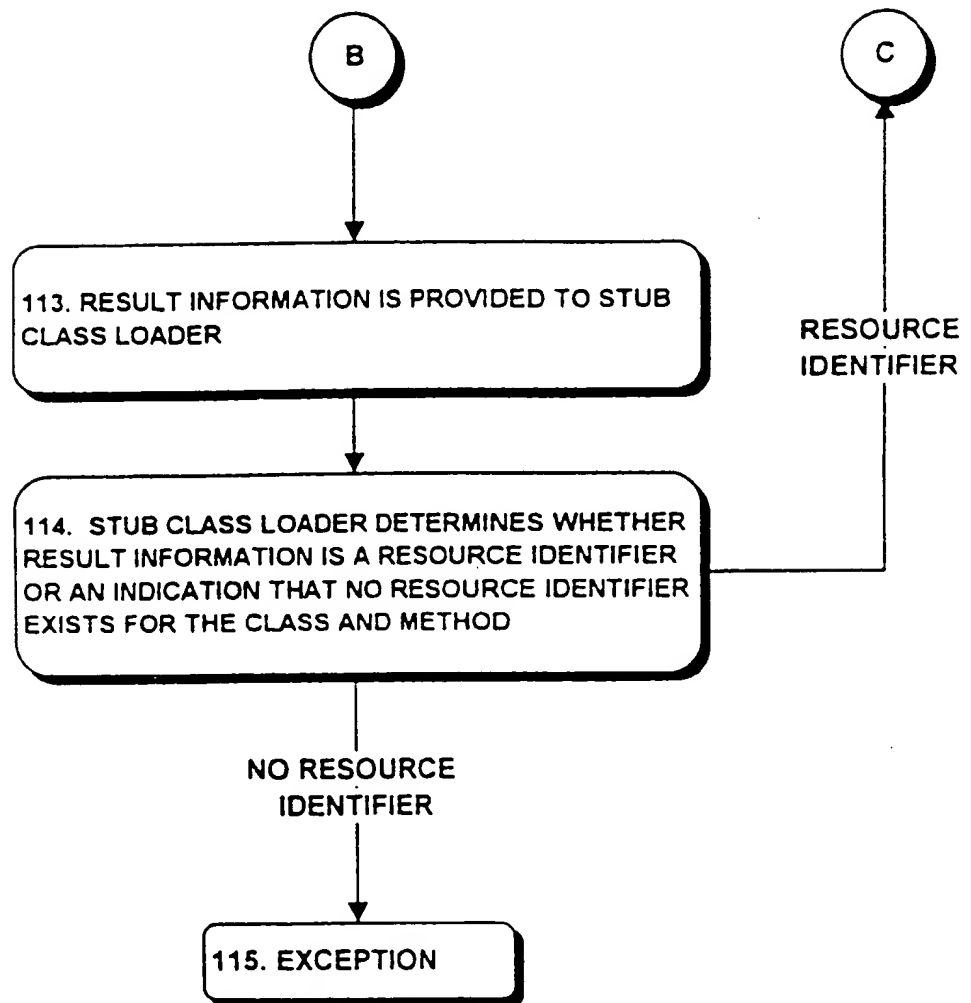 B
C
113. RESULT INFORMATION IS PROVIDED TO STUB
CLASS LOADER
RESOURCE
IDENTIFIER
114. STUB CLASS LOADER DETERMINES WHETHER
RESULT INFORMATION IS A RESOURCE IDENTIFIER
OR AN INDICATION THAT NO RESOURCE IDENTIFIER
EXISTS FOR THE CLASS AND METHOD
NO RESOURCE
IDENTIFIER
115. EXCEPTION